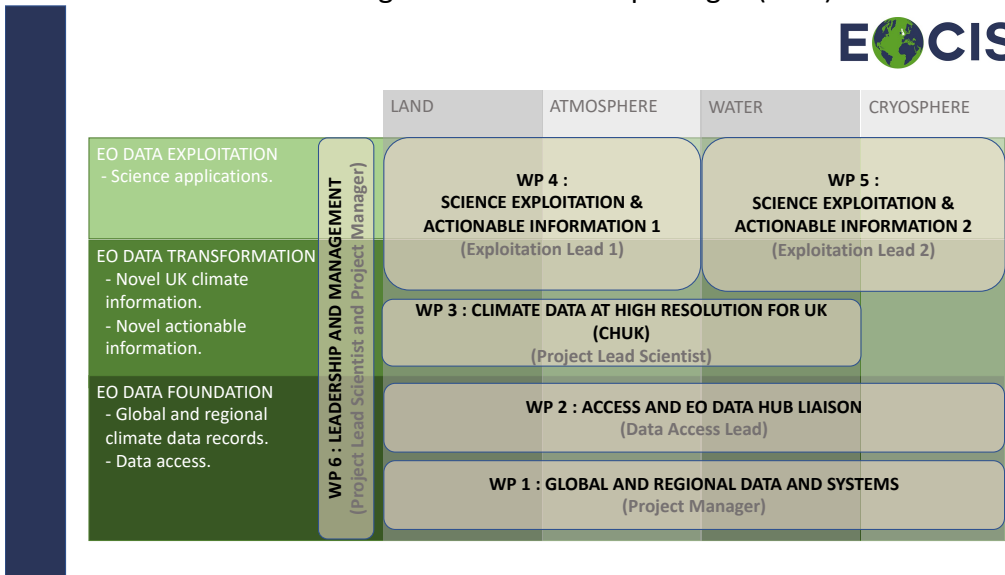 EOCIS
LAND ATMOSPHERE WATER CRYOSPHERE
EO DATA EXPLOITATION
- Science applications.
EO DATA TRANSFORMATION
- Novel UK climate
information.
- Novel actionable
information.
EO DATA FOUNDATION
- Global and regional
climate data records.
- Data access.
WP 6 : LEADERSHIP AND MANAGEMENT
(Project Lead Scientist and Project Manager)
WP 4 :
SCIENCE EXPLOITATION &
ACTIONABLE INFORMATION 1
(Exploitation Lead 1)
WP 5 :
SCIENCE EXPLOITATION &
ACTIONABLE INFORMATION 2
(Exploitation Lead 2)
WP 3 : CLIMATE DATA AT HIGH RESOLUTION FOR UK
(CHUK)
(Project Lead Scientist)
WP 2 : ACCESS AND EO DATA HUB LIAISON
(Data Access Lead)
WP 1 : GLOBAL AND REGIONAL DATA AND SYSTEMS
(Project Manager)